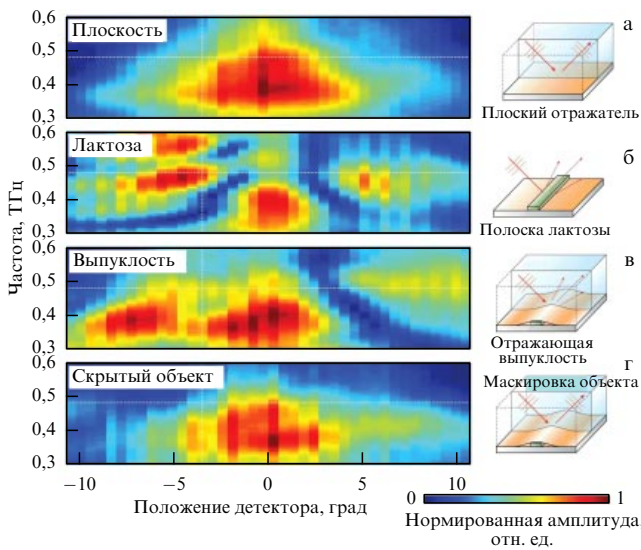 0,6
0,5
0,4
0,3
Плоскость
а
Плоский отражатель
0,6
0,5
0,4
0,3
Лактоза
б
Полоска лактозы
Частота, ТГц
0,6
0,5
0,4
0,3
Выпуклость
в
Отражающая
выпуклость
0,6
0,5
0,4
0,3
Скрытый объект
г
Маскировка объекта
−10 −5 0 5 10
Положение детектора, град
0 1
Нормированная амплитуда,
отн. ед.